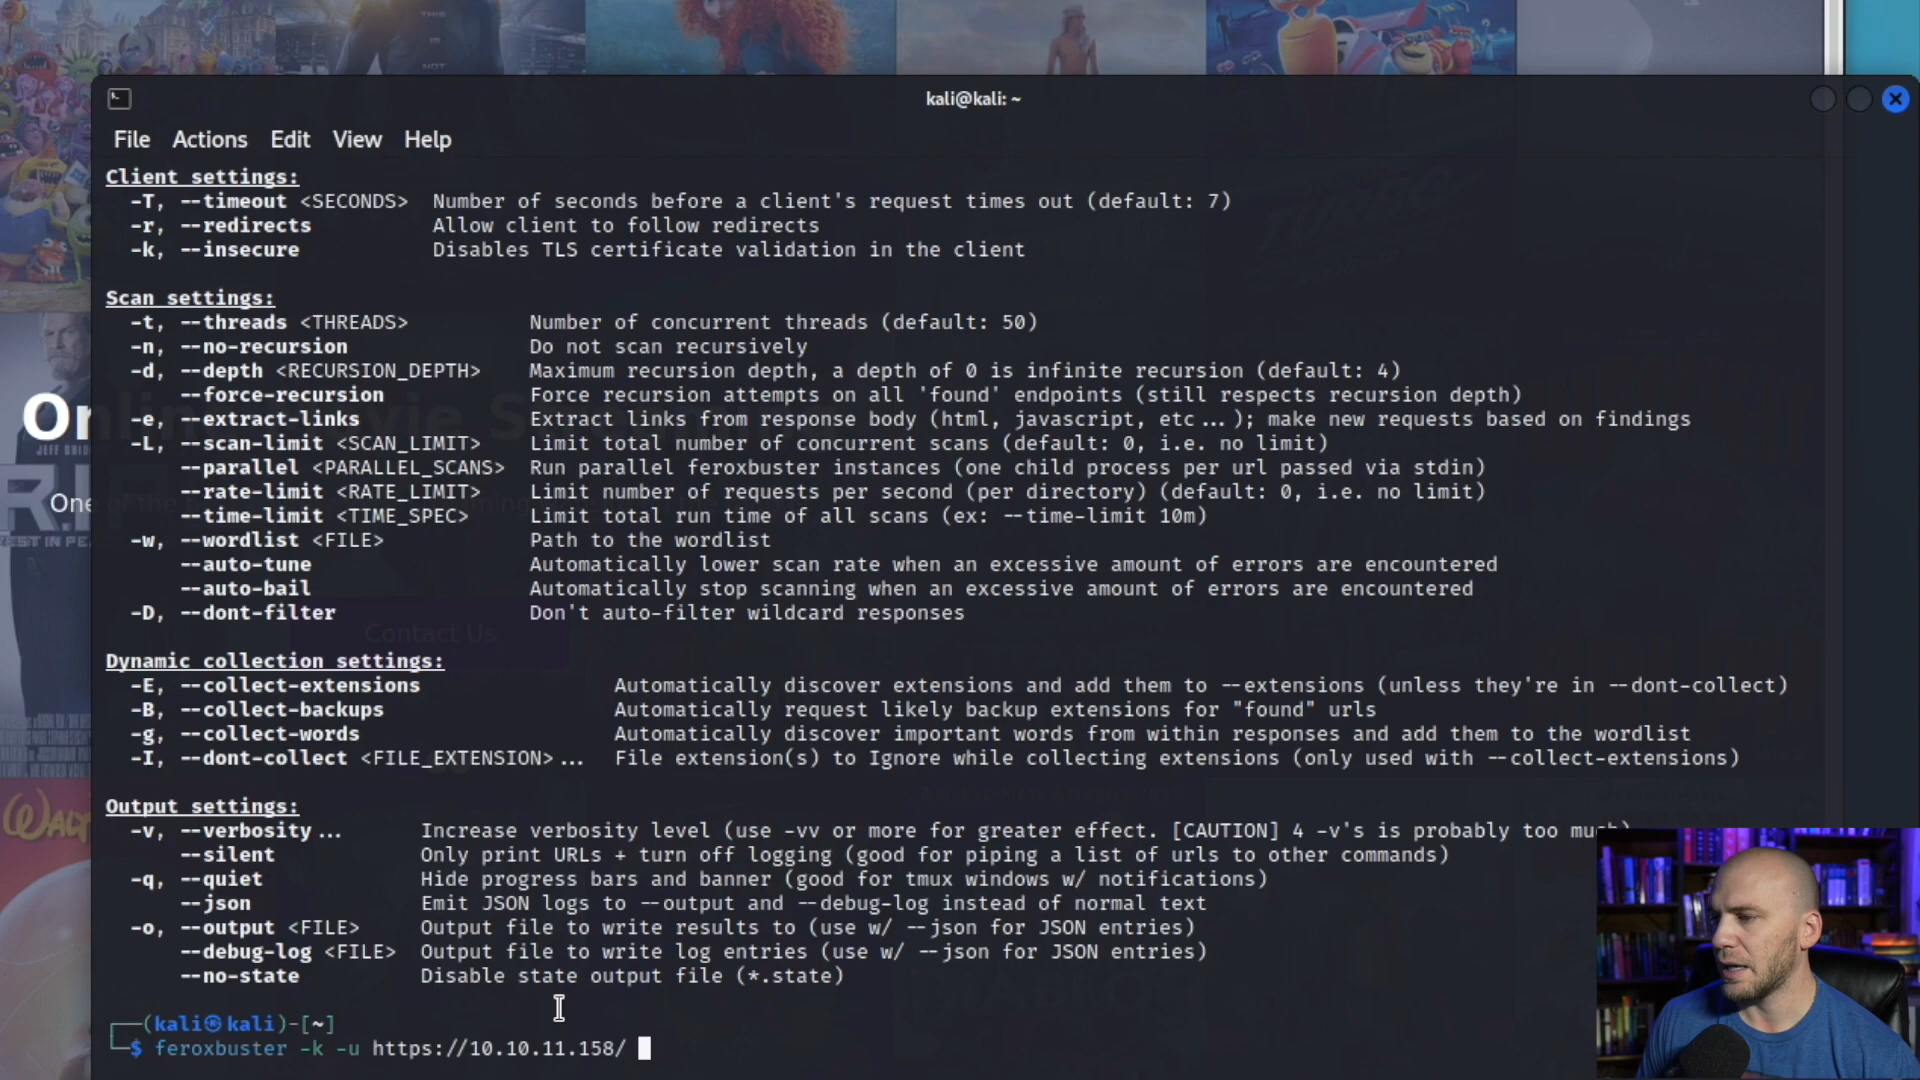 kali@kali: ~
File Actions Edit View Help
Client settings:
-T, --timeout <SECONDS> Number of seconds before a client's request times out (default: 7)
-r, --redirects Allow client to follow redirects
-k, --insecure Disables TLS certificate validation in the client
Scan settings:
-t, --threads <THREADS> Number of concurrent threads (default: 50)
-n, --no-recursion Do not scan recursively
-d, --depth <RECURSION_DEPTH> Maximum recursion depth, a depth of 0 is infinite recursion (default: 4)
--force-recursion Force recursion attempts on all 'found' endpoints (still respects recursion depth)
-e, --extract-links Extract links from response body (html, javascript, etc...); make new requests based on findings
-L, --scan-limit <SCAN_LIMIT> Limit total number of concurrent scans (default: 0, i.e. no limit)
--parallel <PARALLEL_SCANS> Run parallel feroxbuster instances (one child process per url passed via stdin)
--rate-limit <RATE_LIMIT> Limit number of requests per second (per directory) (default: 0, i.e. no limit)
--time-limit <TIME_SPEC> Limit total run time of all scans (ex: --time-limit 10m)
-w, --wordlist <FILE> Path to the wordlist
--auto-tune Automatically lower scan rate when an excessive amount of errors are encountered
--auto-bail Automatically stop scanning when an excessive amount of errors are encountered
-D, --dont-filter Don't auto-filter wildcard responses
Contact Us
Dynamic collection settings:
-E, --collect-extensions Automatically discover extensions and add them to --extensions (unless they're in --dont-collect)
-B, --collect-backups Automatically request likely backup extensions for "found" urls
-g, --collect-words Automatically discover important words from within responses and add them to the wordlist
-I, --dont-collect <FILE_EXTENSION>... File extension(s) to Ignore while collecting extensions (only used with --collect-extensions)
Output settings:
-v, --verbosity... Increase verbosity level (use -vv or more for greater effect. [CAUTION] 4 -v's is probably too much)
--silent Only print URLs + turn off logging (good for piping a list of urls to other commands)
-q, --quiet Hide progress bars and banner (good for tmux windows w/ notifications)
--json Emit JSON logs to --output and --debug-log instead of normal text
-o, --output <FILE> Output file to write results to (use w/ --json for JSON entries)
--debug-log <FILE> Output file to write log entries (use w/ --json for JSON entries)
--no-state Disable state output file (*.state)
(kali㉿kali)-[~]
$ feroxbuster -k -u https://10.10.11.158/